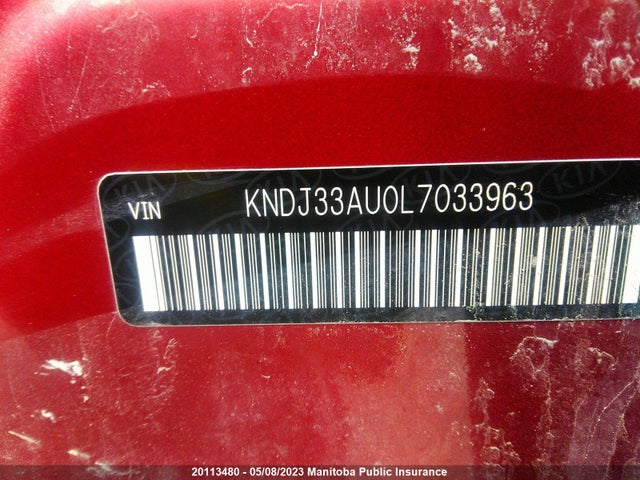 VIN KNDJ33AU0L7033963
20113480 - 05/08/2023 Manitoba Public Insurance